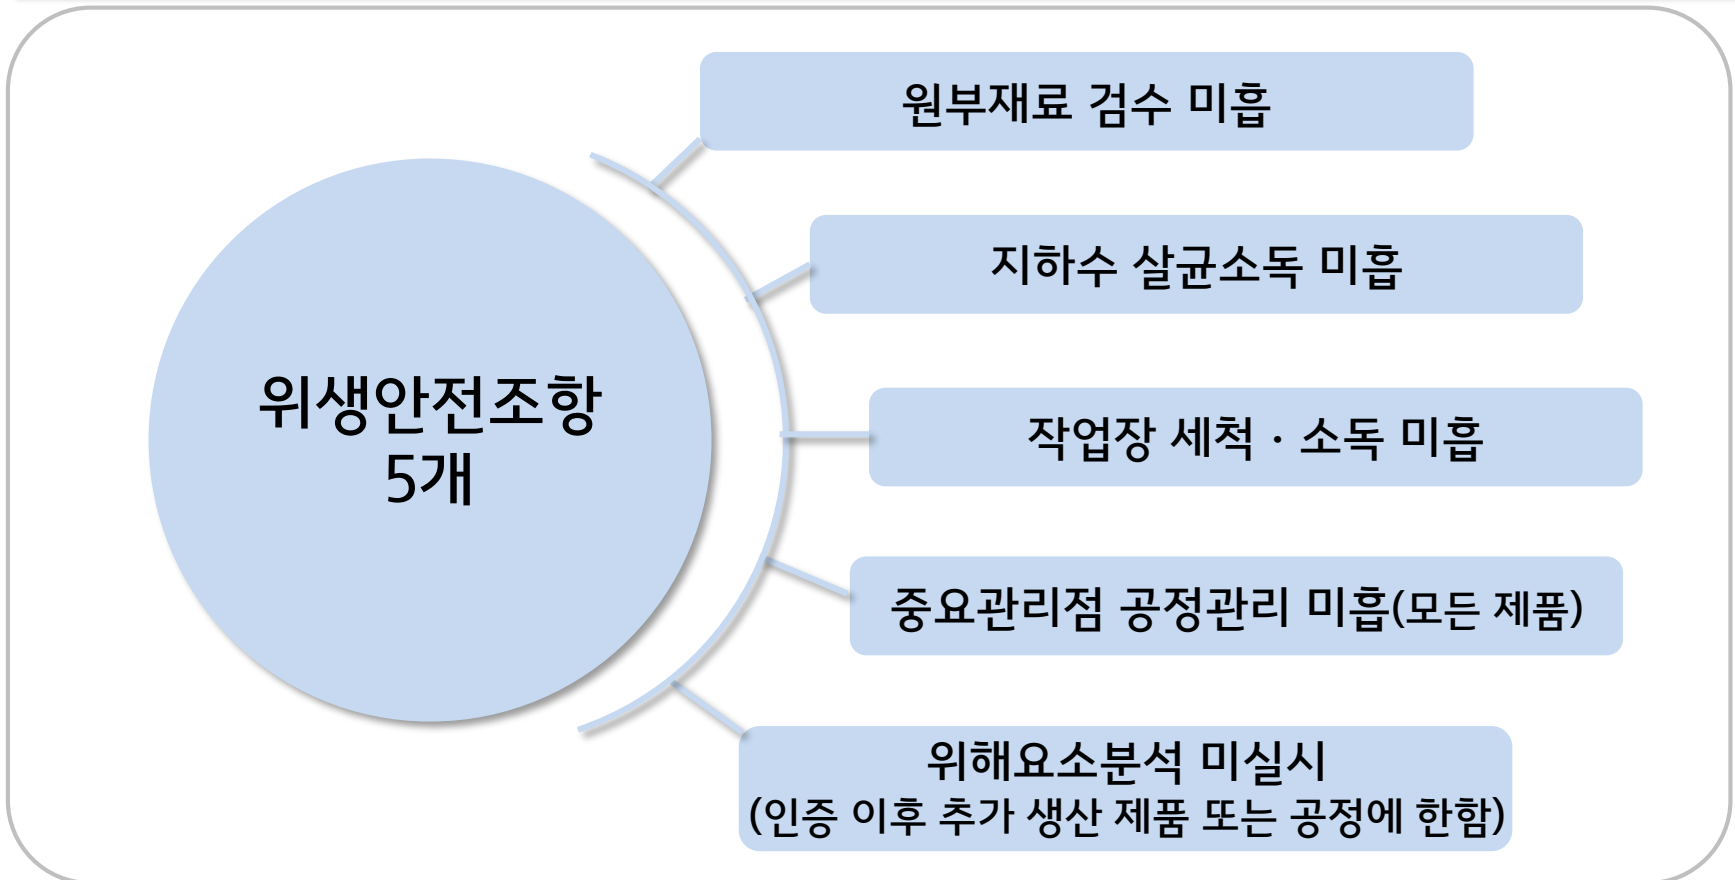 위생안전조항
5개
원부재료 검수 미흡
지하수 살균소독 미흡
작업장 세척 · 소독 미흡
중요관리점 공정관리 미흡(모든 제품)
위해요소분석 미실시
(인증 이후 추가 생산 제품 또는 공정에 한함)